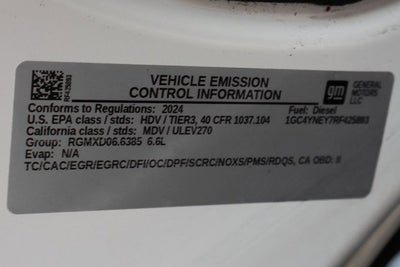 VEHICLE EMISSION
CONTROL INFORMATION
gm
GENERAL
MOTORS
LLC
Conforms to Regulations: 2024
Fuel: Diesel
U.S. EPA class / stds: HDV / TIER3, 40 CFR 1037.104
California class / stds: MDV / ULEV270
Group: RGMXD06.6385 6.6L
Evap: N/A
TC/CAC/EGR/EGRC/DFI/OC/DPF/SCRC/NOXS/PMS/RDQS, CA OBD: II